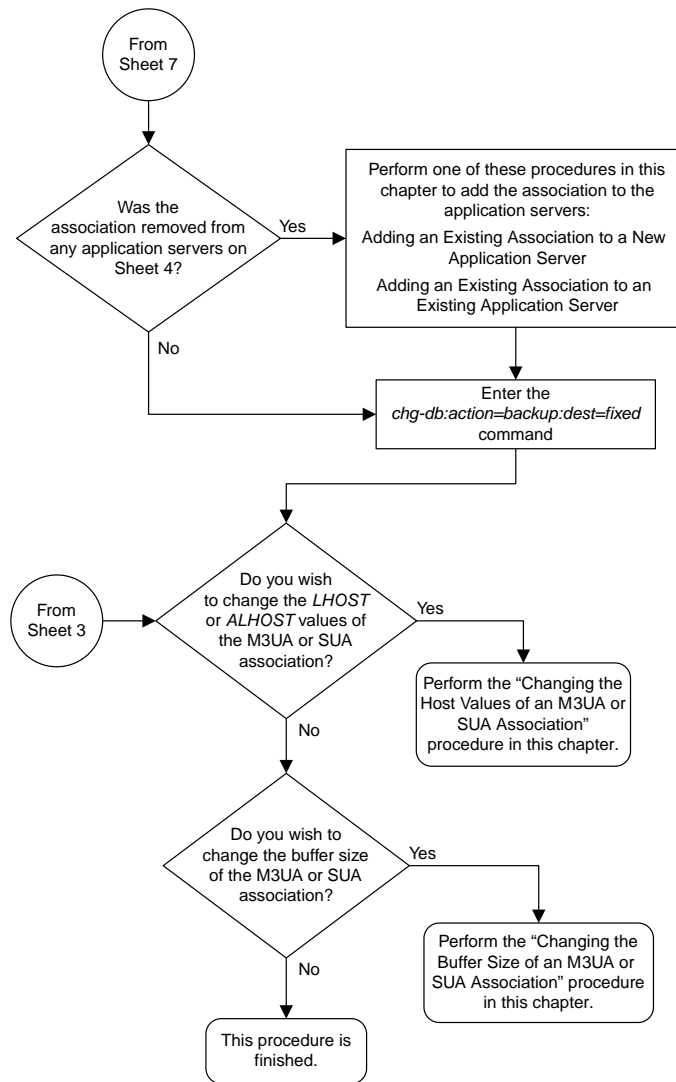 From
Sheet 7
Was the
association removed from
any application servers on
Sheet 4?
Yes
Perform one of these procedures in this
chapter to add the association to the
application servers:
Adding an Existing Association to a New
Application Server
Adding an Existing Association to an
Existing Application Server
No
Enter the
chg-db:action=backup:dest=fixed
command
From
Sheet 3
Do you wish
to change the LHOST
or ALHOST values of
the M3UA or SUA
association?
Yes
Perform the “Changing the
Host Values of an M3UA or
SUA Association”
procedure in this chapter.
No
Do you wish to
change the buffer size
of the M3UA or SUA
association?
Yes
Perform the “Changing the
Buffer Size of an M3UA or
SUA Association” procedure
in this chapter.
No
This procedure is
finished.